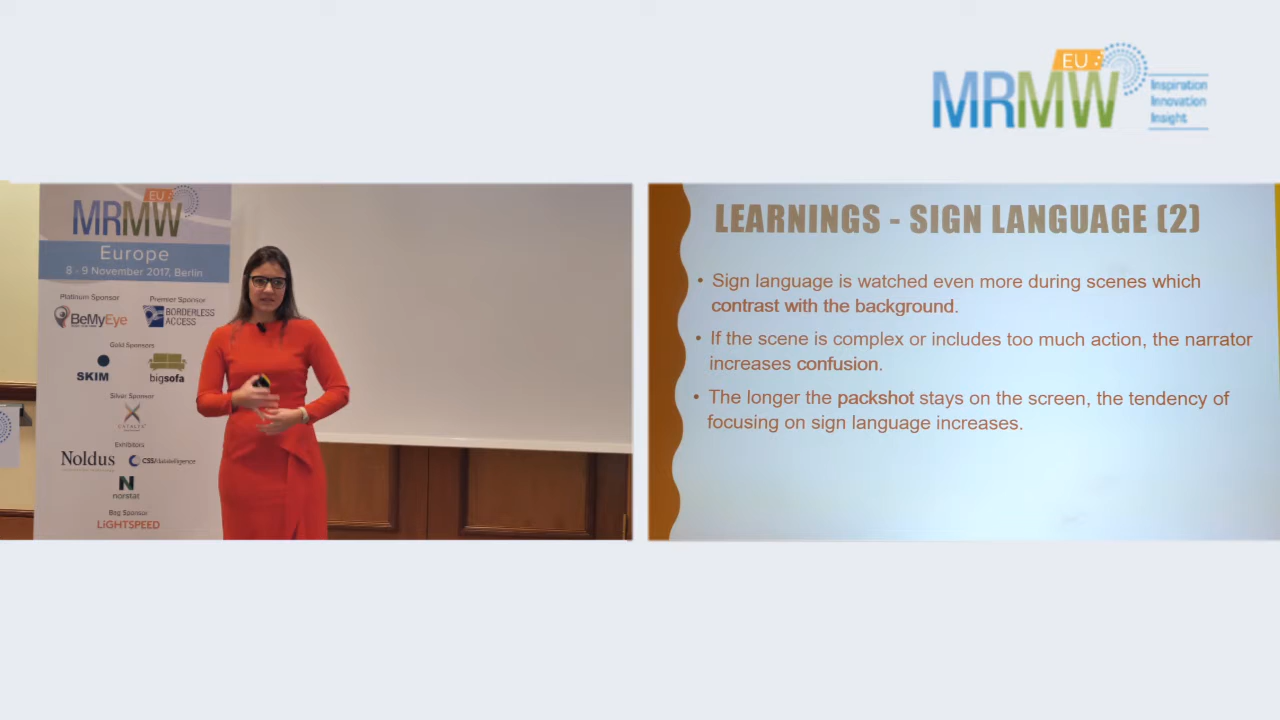 EU
MRMW
Inspiration
Innovation
Insight
EU
MRMW
Europe
8 - 9 November 2017, Berlin
Platinum Sponsor
Premier Sponsor
BeMyEye
BORDERLESS
ACCESS
Gold Sponsors
SKIM
bigsofa
Silver Sponsor
Exhibitors
Noldus
CSS/datatelligence
norstat
Bag Sponsor
LIGHTSPEED
LEARNINGS - SIGN LANGUAGE (2)
• Sign language is watched even more during scenes which
contrast with the background.
• If the scene is complex or includes too much action, the narrator
increases confusion.
• The longer the packshot stays on the screen, the tendency of
focusing on sign language increases.